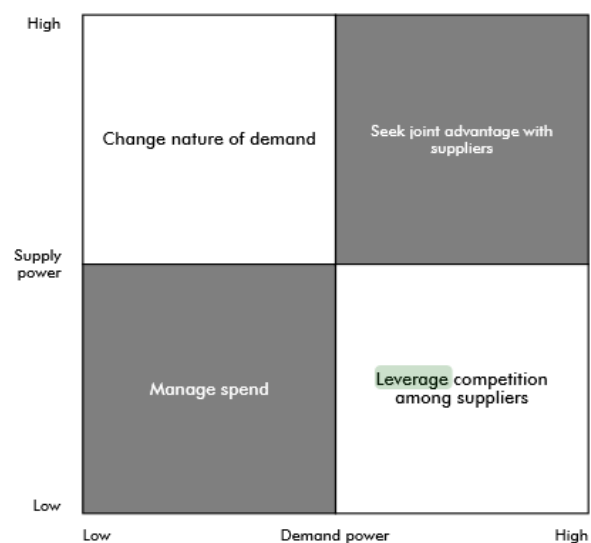 High
Change nature of demand
Seek joint advantage with
suppliers
Supply
power
Manage spend
Leverage competition
among suppliers
Low
Low
Demand power
High